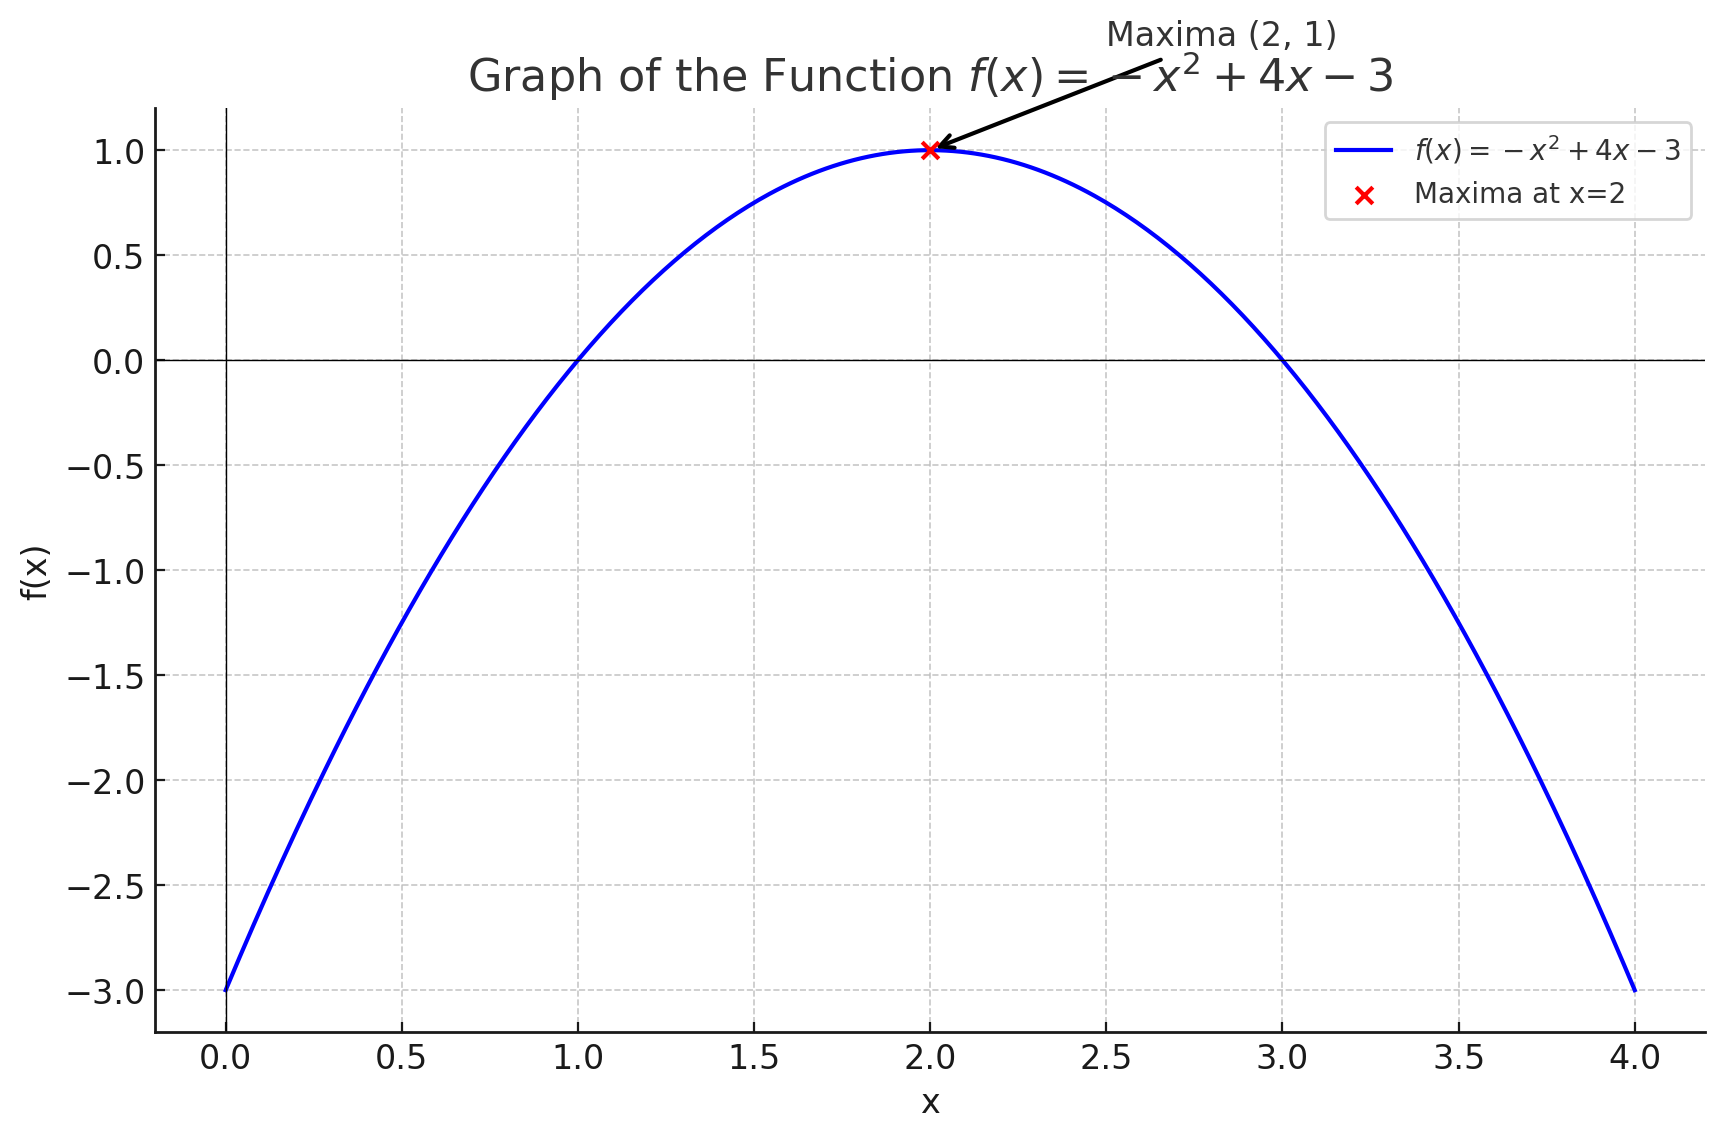 Maxima (2, 1)
Graph of the Function f(x) = −x² + 4x − 3
f(x) = −x² + 4x − 3
Maxima at x=2
1.0
0.5
0.0
−0.5
−1.0
−1.5
−2.0
−2.5
−3.0
f(x)
0.0 0.5 1.0 1.5 2.0 2.5 3.0 3.5 4.0
x